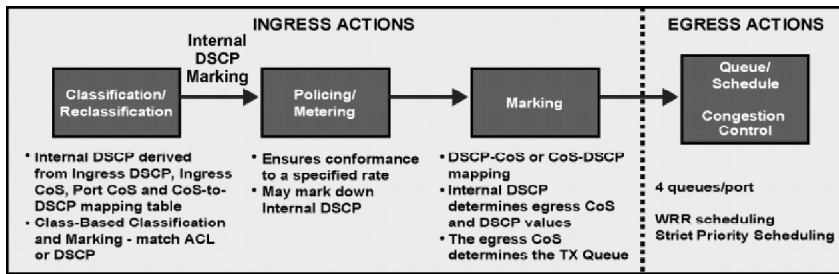 INGRESS ACTIONS
EGRESS ACTIONS
Internal
DSCP
Marking
Classification/
Reclassification
Policing/
Metering
Marking
Queue/
Schedule
Congestion
Control
• Internal DSCP derived
from Ingress DSCP, Ingress
CoS, Port CoS and CoS-to-
DSCP mapping table
• Class-Based Classification
and Marking - match ACL
or DSCP
• Ensures conformance
to a specified rate
• May mark down
Internal DSCP
• DSCP-CoS or CoS-DSCP
mapping
• Internal DSCP
determines egress CoS
and DSCP values
• The egress CoS
determines the TX Queue
4 queues/port
WRR scheduling
Strict Priority Scheduling